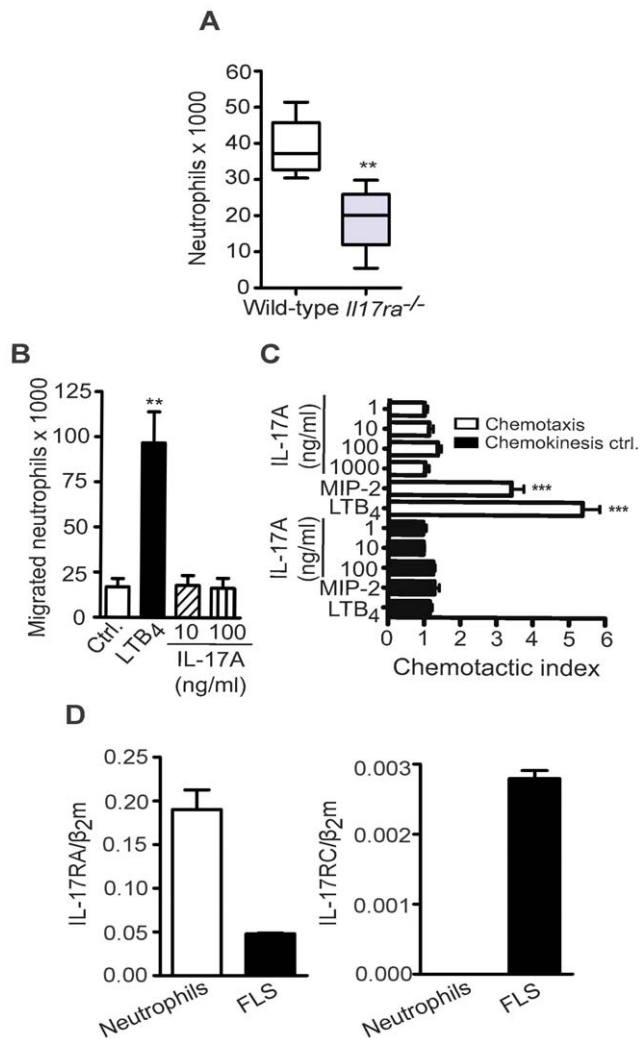 A
Neutrophils x 1000
60
50
40
30
20
10
0
**
Wild-type Il17ra-/-
B
Migrated neutrophils x 1000
125
100
75
50
25
0
**
Ctrl.
LTB4
10 100
IL-17A
(ng/ml)
C
IL-17A
(ng/ml)
1
10
100
1000
MIP-2
LTB4
IL-17A
(ng/ml)
1
10
100
MIP-2
LTB4
Chemotaxis
Chemokinesis ctrl.
***
***
0 1 2 3 4 5 6
Chemotactic index
D
IL-17RA/β2m
0.25
0.20
0.15
0.10
0.05
0.00
Neutrophils
FLS
IL-17RC/β2m
0.003
0.002
0.001
0.000
Neutrophils
FLS